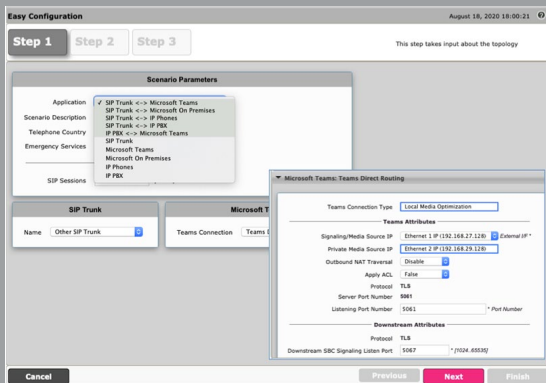 Easy Configuration
August 18, 2020 18:00:21
Step 1
Step 2
Step 3
This step takes input about the topology
Scenario Parameters
Application
Scenario Description
Telephone Country
Emergency Services
SIP Sessions
✓ SIP Trunk <-> Microsoft Teams
SIP Trunk <-> Microsoft On Premises
SIP Trunk <-> IP Phones
SIP Trunk <-> IP PBX
IP PBX <-> Microsoft Teams
SIP Trunk
Microsoft Teams
Microsoft On Premises
IP Phones
IP PBX
SIP Trunk
Name Other SIP Trunk
Microsoft T
Teams Connection Teams
Microsoft Teams: Teams Direct Routing
Teams Connection Type Local Media Optimization
Teams Attributes
Signaling/Media Source IP Ethernet 1 IP (192.168.27.128) External I/F *
Private Media Source IP Ethernet 2 IP (192.168.29.128)
Outbound NAT Traversal Disable
Apply ACL False
Protocol TLS
Server Port Number 5061
Listening Port Number 5061 * Port Number
Downstream Attributes
Protocol TLS
Downstream SBC Signaling Listen Port 5067 * [1024..65535]
Cancel
Previous
Next
Finish